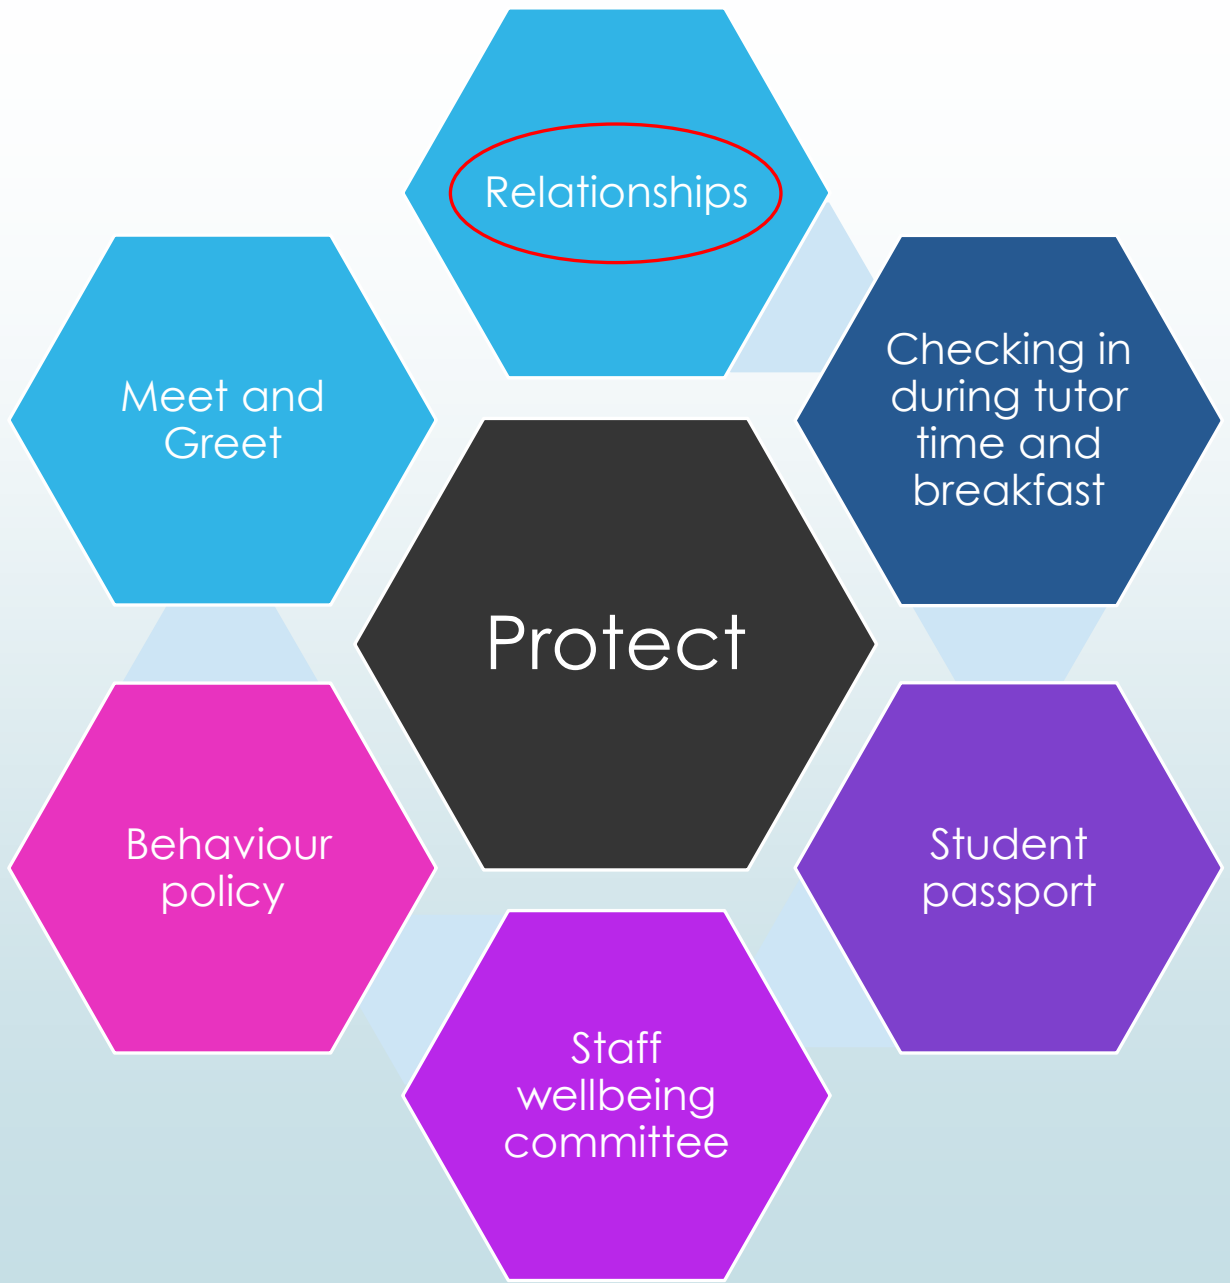 Relationships
Checking in
during tutor
time and
breakfast
Meet and
Greet
Protect
Behaviour
policy
Student
passport
Staff
wellbeing
committee